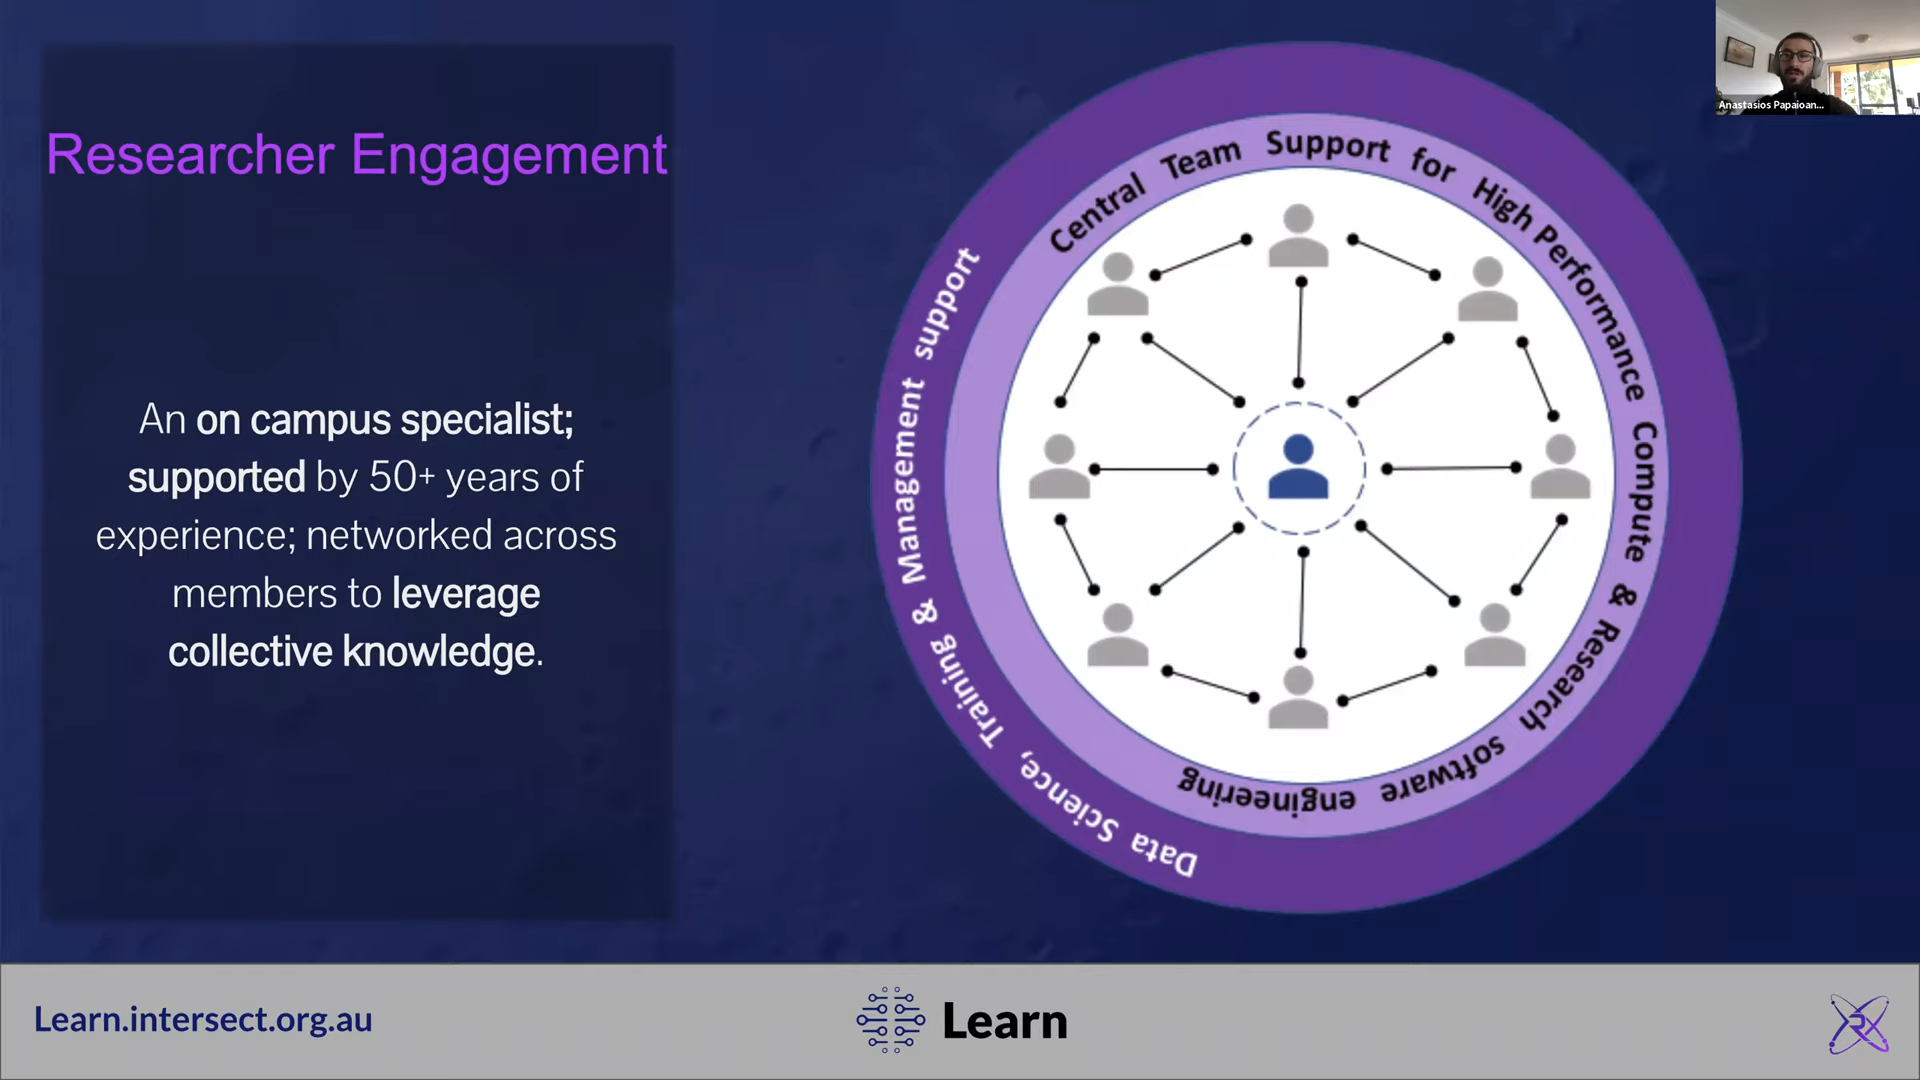 Researcher Engagement
An on campus specialist;
supported by 50+ years of
experience; networked across
members to leverage
collective knowledge.
Central Team Support for High Performance Compute & Research software engineering
Data Science, Training & Management support
Anastasios Papaioan...
Learn.intersect.org.au
Learn